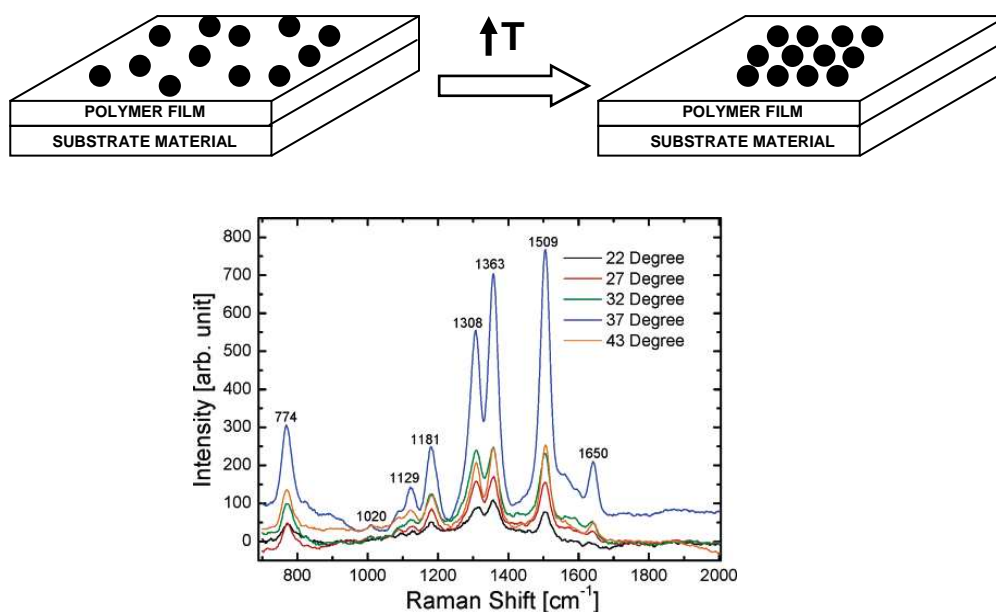 ↑T
POLYMER FILM
SUBSTRATE MATERIAL
POLYMER FILM
SUBSTRATE MATERIAL
Intensity [arb. unit]
800
700
600
500
400
300
200
100
0
774
1020
1129
1181
1308
1363
1509
1650
22 Degree
27 Degree
32 Degree
37 Degree
43 Degree
800 1000 1200 1400 1600 1800 2000
Raman Shift [cm⁻¹]